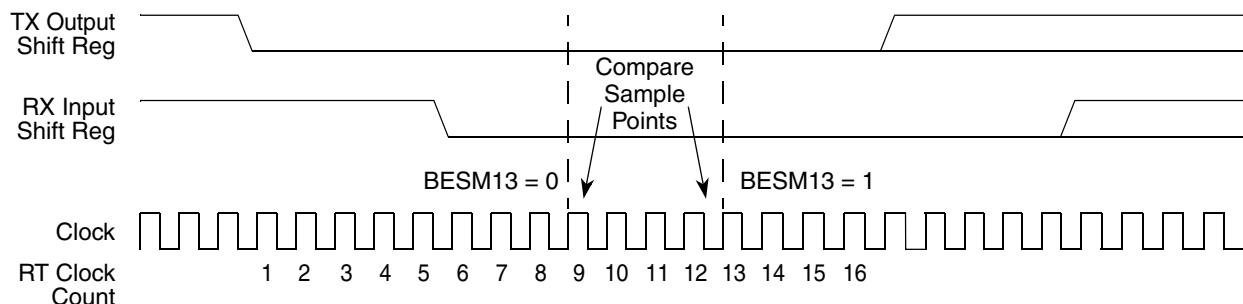 TX Output
Shift Reg
Compare
Sample
Points
RX Input
Shift Reg
BESM13 = 0
BESM13 = 1
Clock
RT Clock
Count
1 2 3 4 5 6 7 8 9 10 11 12 13 14 15 16